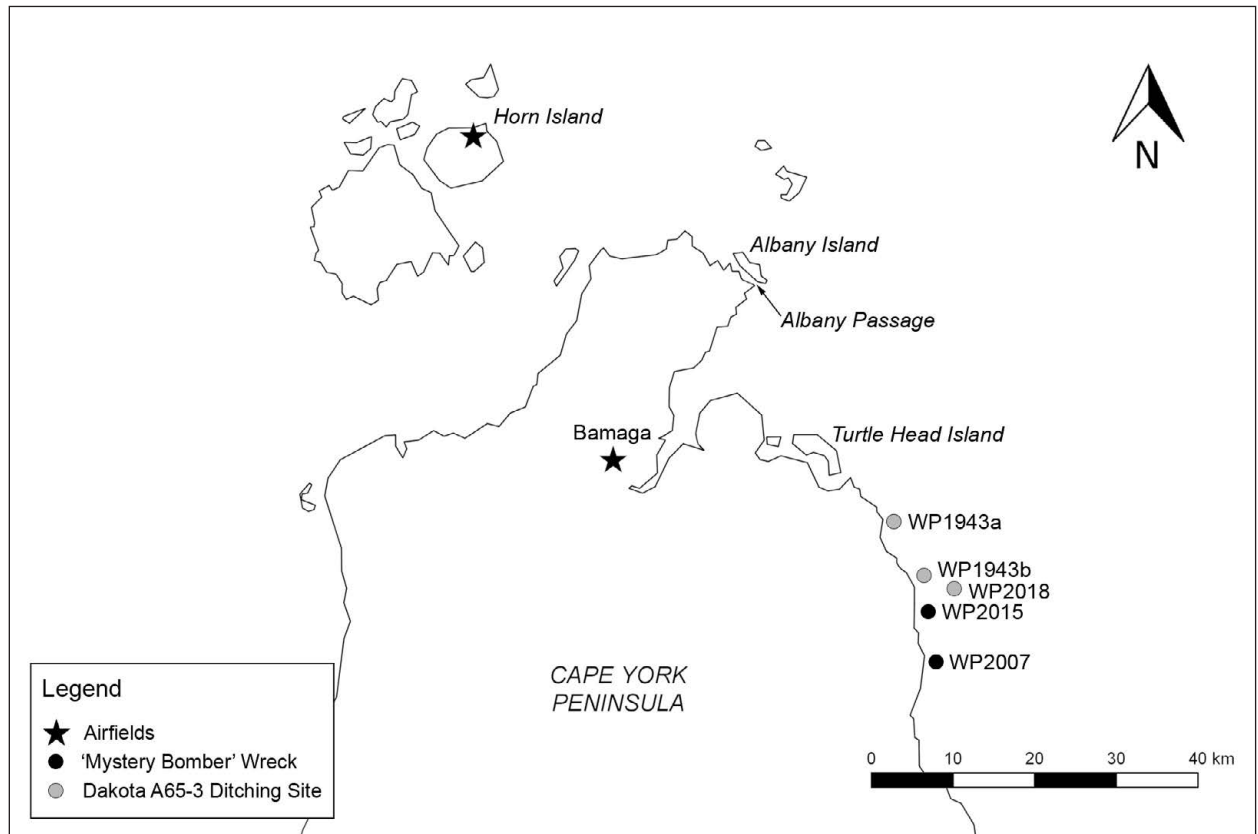 Horn Island
N
Albany Island
Albany Passage
Bamaga
Turtle Head Island
WP1943a
WP1943b
WP2018
WP2015
WP2007
CAPE YORK
PENINSULA
Legend
Airfields
‘Mystery Bomber’ Wreck
Dakota A65-3 Ditching Site
0 10 20 30 40 km